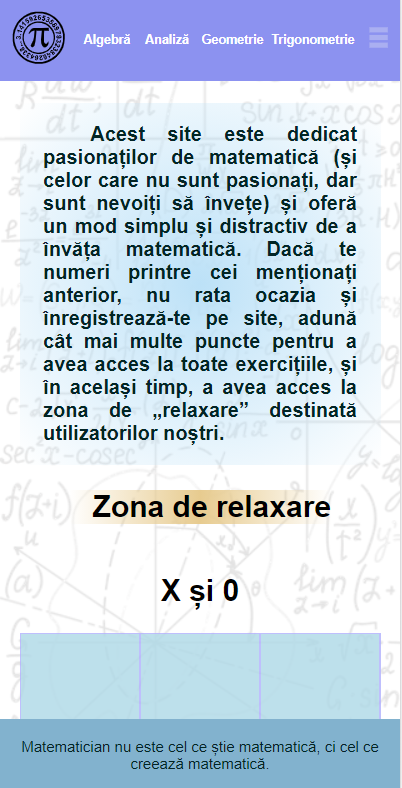 Algebră Analiză Geometrie Trigonometrie
Acest site este dedicat
pasionaților de matematică (și
celor care nu sunt pasionați, dar
sunt nevoiți să învețe) și oferă
un mod simplu și distractiv de a
învăța matematică. Dacă te
numeri printre cei menționați
anterior, nu rata ocazia și
înregistrează-te pe site, adună
cât mai multe puncte pentru a
avea acces la toate exercițiile, și
în același timp, a avea acces la
zona de „relaxare” destinată
utilizatorilor noștri.
Zona de relaxare
X și 0
Matematician nu este cel ce știe matematică, ci cel ce
creează matematică.